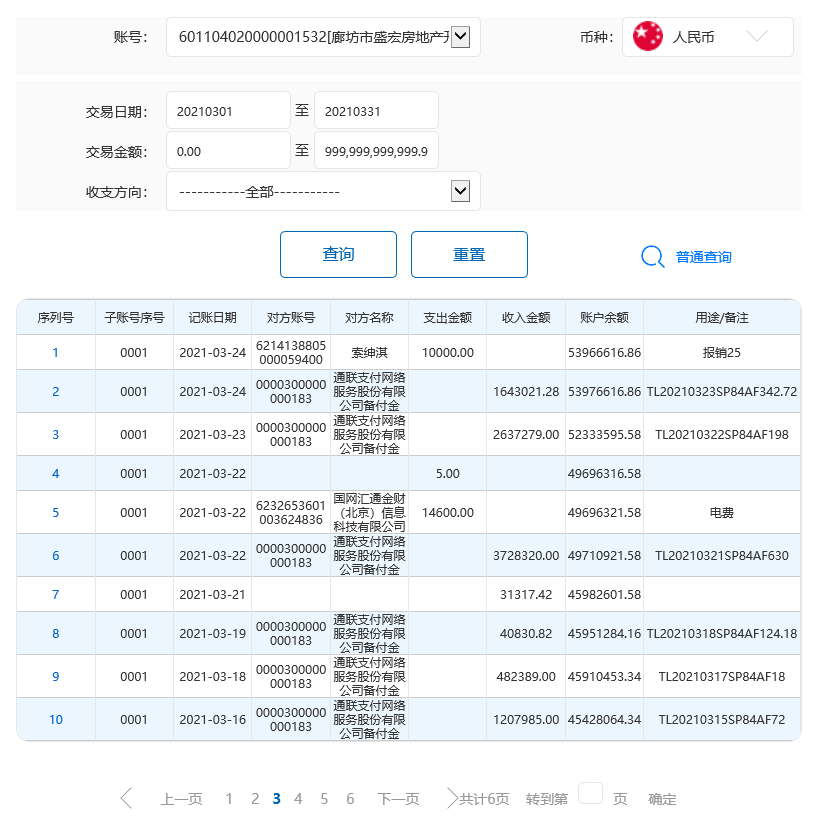 账号： 601104020000001532[廊坊市盛宏房地产开 币种： 人民币
交易日期： 20210301 至 20210331
交易金额： 0.00 至 999,999,999,999.9
收支方向： -----------全部-----------
查询 重置 普通查询
序列号 子账号序号 记账日期 对方账号 对方名称 支出金额 收入金额 账户余额 用途/备注
1 0001 2021-03-24 6214138805000059400 索绅淇 10000.00 53966616.86 报销25
2 0001 2021-03-24 0000300000000183 通联支付网络服务股份有限公司备付金 1643021.28 53976616.86 TL20210323SP84AF342.72
3 0001 2021-03-23 0000300000000183 通联支付网络服务股份有限公司备付金 2637279.00 52333595.58 TL20210322SP84AF198
4 0001 2021-03-22 5.00 49696316.58
5 0001 2021-03-22 6232653601003624836 国网汇通金财（北京）信息科技有限公司 14600.00 49696321.58 电费
6 0001 2021-03-22 0000300000000183 通联支付网络服务股份有限公司备付金 3728320.00 49710921.58 TL20210321SP84AF630
7 0001 2021-03-21 31317.42 45982601.58
8 0001 2021-03-19 0000300000000183 通联支付网络服务股份有限公司备付金 40830.82 45951284.16 TL20210318SP84AF124.18
9 0001 2021-03-18 0000300000000183 通联支付网络服务股份有限公司备付金 482389.00 45910453.34 TL20210317SP84AF18
10 0001 2021-03-16 0000300000000183 通联支付网络服务股份有限公司备付金 1207985.00 45428064.34 TL20210315SP84AF72
上一页 1 2 3 4 5 6 下一页 共计6页 转到第 页 确定